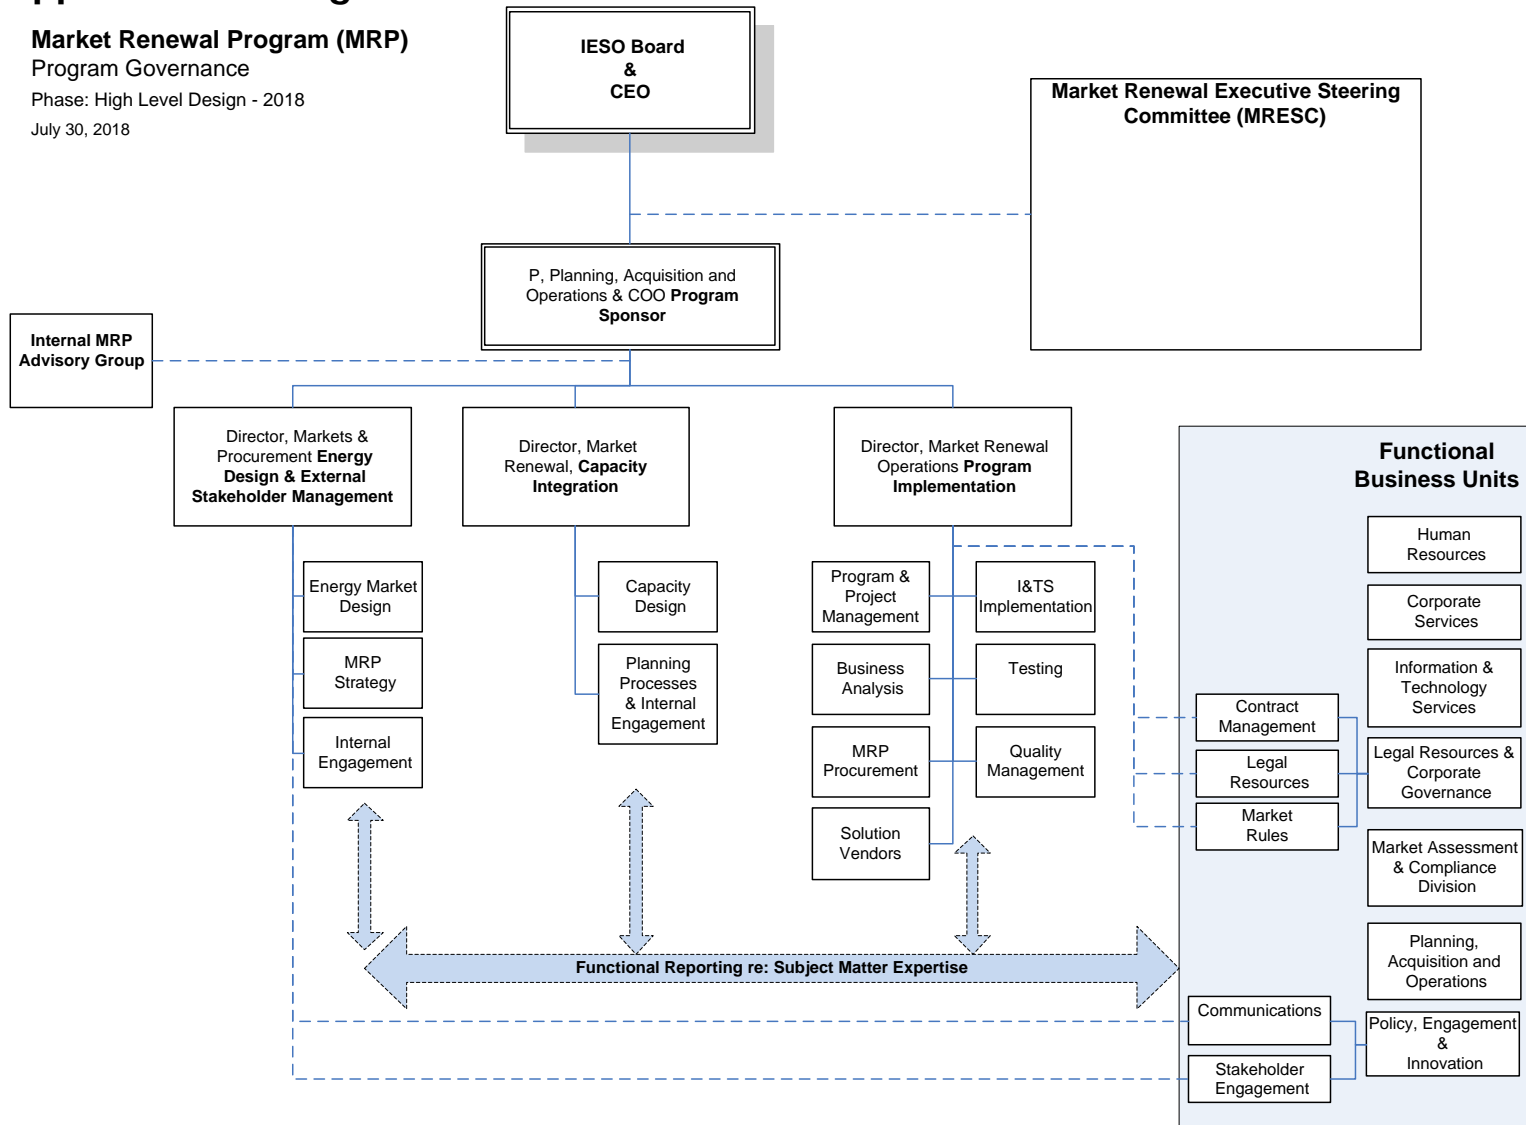 Market Renewal Program (MRP)
Program Governance
Phase: High Level Design - 2018
July 30, 2018
IESO Board
&
CEO
Market Renewal Executive Steering
Committee (MRESC)
P, Planning, Acquisition and
Operations & COO Program
Sponsor
Internal MRP
Advisory Group
Director, Markets &
Procurement Energy
Design & External
Stakeholder Management
Director, Market
Renewal, Capacity
Integration
Director, Market Renewal
Operations Program
Implementation
Energy Market
Design
MRP
Strategy
Internal
Engagement
Capacity
Design
Planning
Processes
& Internal
Engagement
Program &
Project
Management
I&TS
Implementation
Business
Analysis
Testing
MRP
Procurement
Quality
Management
Solution
Vendors
Functional Reporting re: Subject Matter Expertise
Functional
Business Units
Human
Resources
Corporate
Services
Information &
Technology
Services
Contract
Management
Legal
Resources
Market
Rules
Legal Resources &
Corporate
Governance
Market Assessment
& Compliance
Division
Planning,
Acquisition and
Operations
Communications
Stakeholder
Engagement
Policy, Engagement
&
Innovation